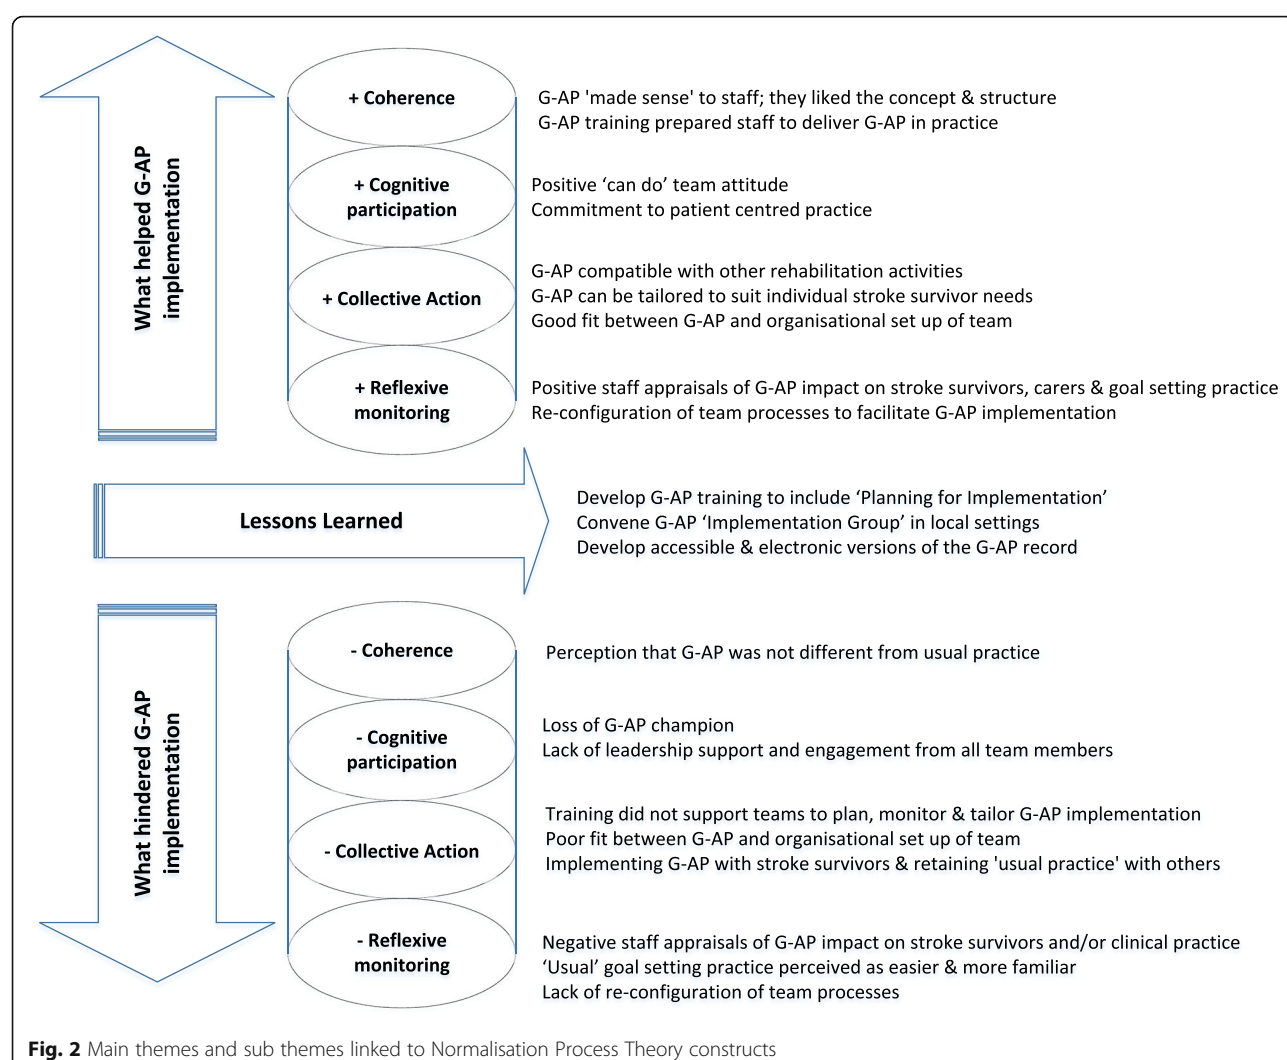 What helped G-AP
implementation
+ Coherence
G-AP 'made sense' to staff; they liked the concept & structure
G-AP training prepared staff to deliver G-AP in practice
+ Cognitive
participation
Positive ‘can do’ team attitude
Commitment to patient centred practice
+ Collective Action
G-AP compatible with other rehabilitation activities
G-AP can be tailored to suit individual stroke survivor needs
Good fit between G-AP and organisational set up of team
+ Reflexive
monitoring
Positive staff appraisals of G-AP impact on stroke survivors, carers & goal setting practice
Re-configuration of team processes to facilitate G-AP implementation
Lessons Learned
Develop G-AP training to include ‘Planning for Implementation’
Convene G-AP ‘Implementation Group’ in local settings
Develop accessible & electronic versions of the G-AP record
What hindered G-AP
implementation
- Coherence
Perception that G-AP was not different from usual practice
- Cognitive
participation
Loss of G-AP champion
Lack of leadership support and engagement from all team members
- Collective Action
Training did not support teams to plan, monitor & tailor G-AP implementation
Poor fit between G-AP and organisational set up of team
Implementing G-AP with stroke survivors & retaining 'usual practice' with others
- Reflexive
monitoring
Negative staff appraisals of G-AP impact on stroke survivors and/or clinical practice
‘Usual’ goal setting practice perceived as easier & more familiar
Lack of re-configuration of team processes
Fig. 2 Main themes and sub themes linked to Normalisation Process Theory constructs